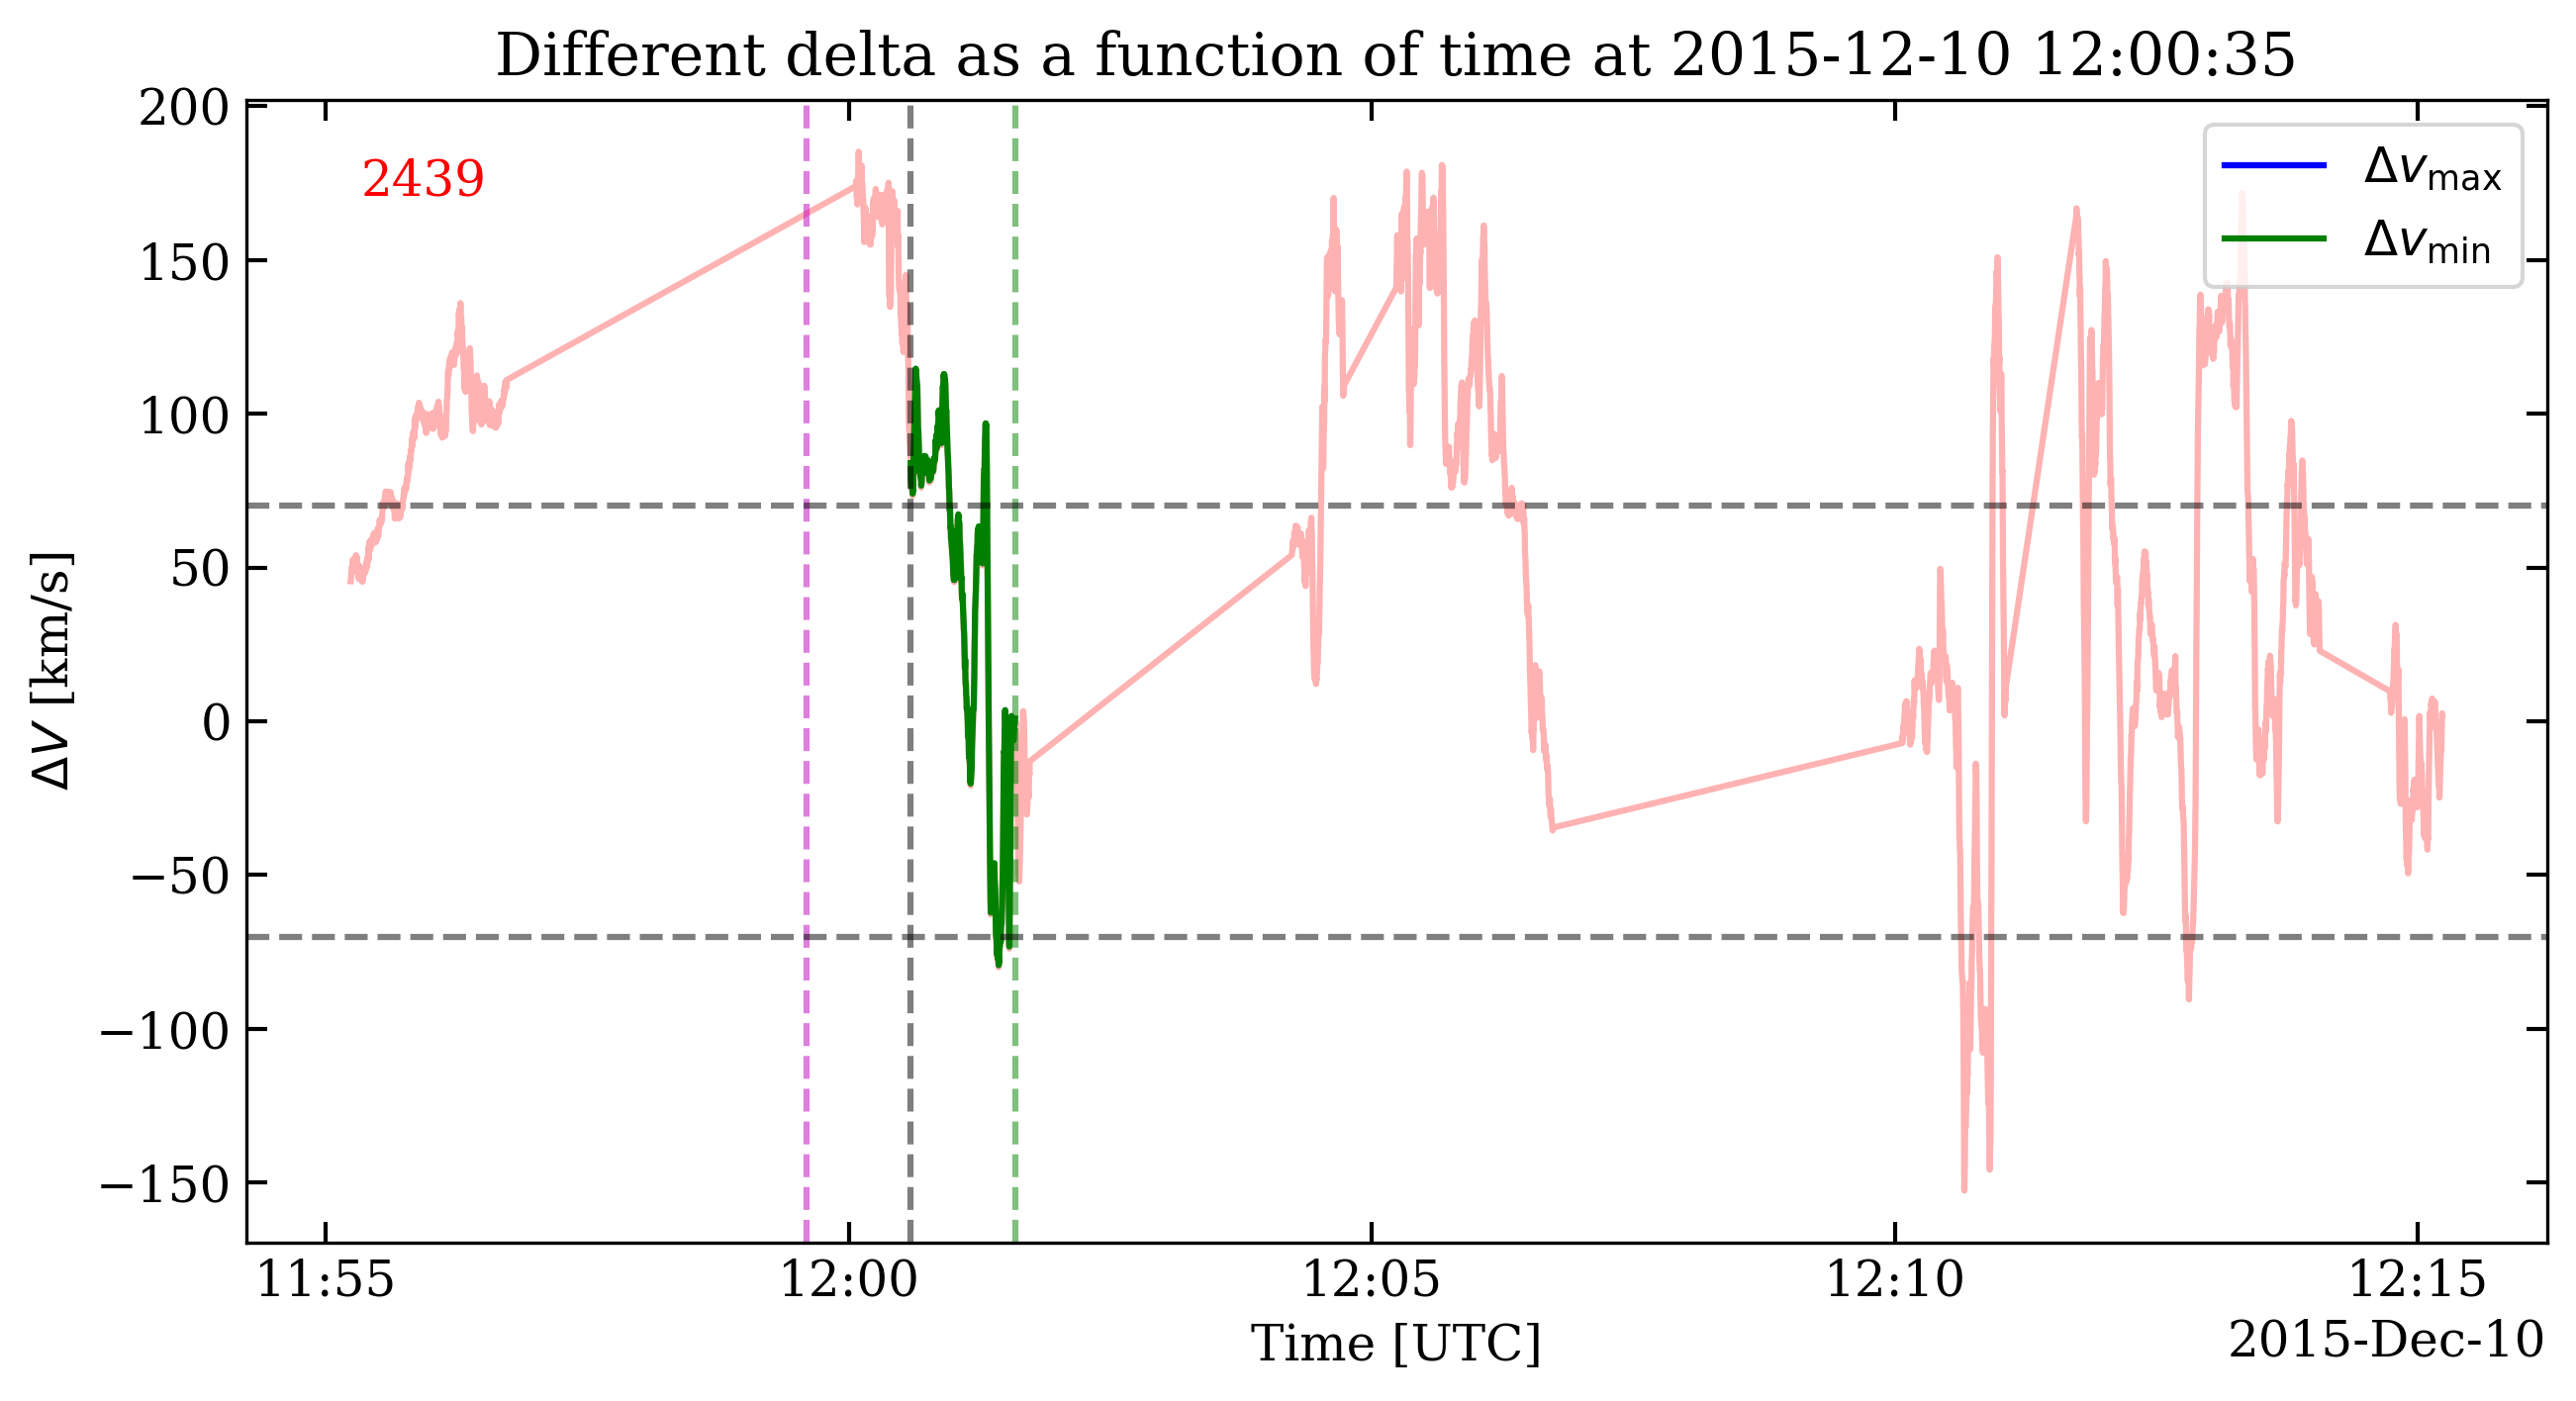 Different delta as a function of time at 2015-12-10 12:00:35
200
150
100
50
0
−50
−100
−150
ΔV [km/s]
2439
Δv_max
Δv_min
11:55 12:00 12:05 12:10 12:15
Time [UTC]
2015-Dec-10